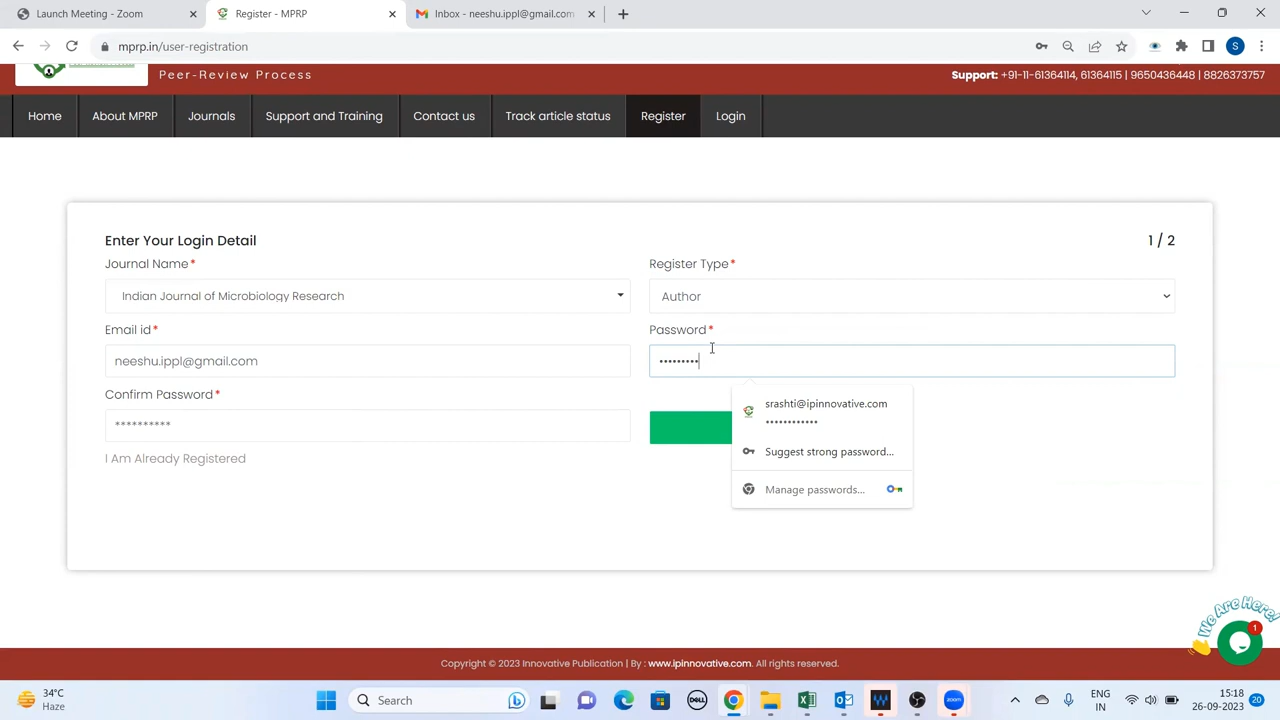 Launch Meeting - Zoom
Register - MPRP
Inbox - neeshu.ippl@gmail.com
mprp.in/user-registration
S
Peer-Review Process
Support: +91-11-61364114, 61364115 | 9650436448 | 8826373757
Home
About MPRP
Journals
Support and Training
Contact us
Track article status
Register
Login
Enter Your Login Detail
1 / 2
Journal Name*
Register Type*
Indian Journal of Microbiology Research
Author
Email id*
Password*
neeshu.ippl@gmail.com
•••••••••
Confirm Password*
**********
I Am Already Registered
srashti@ipinnovative.com
••••••••••••
Suggest strong password...
Manage passwords...
We Are Here!
1
Copyright © 2023 Innovative Publication | By : www.ipinnovative.com. All rights reserved.
34°C
Haze
Search
DELL
zoom
ENG
IN
15:18
26-09-2023
20